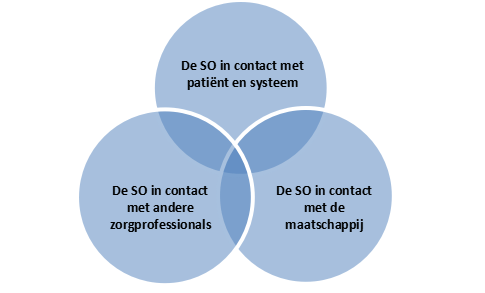 De SO in contact met
patiënt en systeem
De SO in contact
met andere
zorgprofessionals
De SO in contact
met de
maatschappij